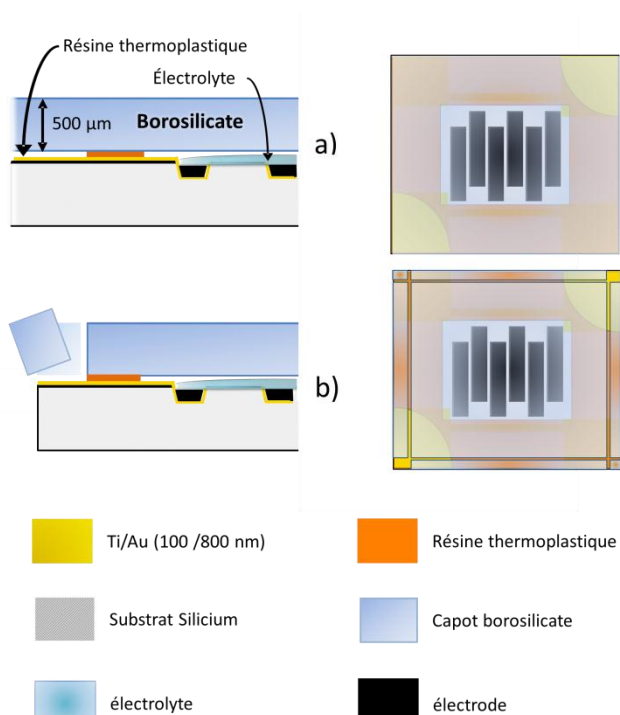 Résine thermoplastique
Électrolyte
500 µm
Borosilicate
a)
b)
Ti/Au (100 /800 nm)
Résine thermoplastique
Substrat Silicium
Capot borosilicate
électrolyte
électrode